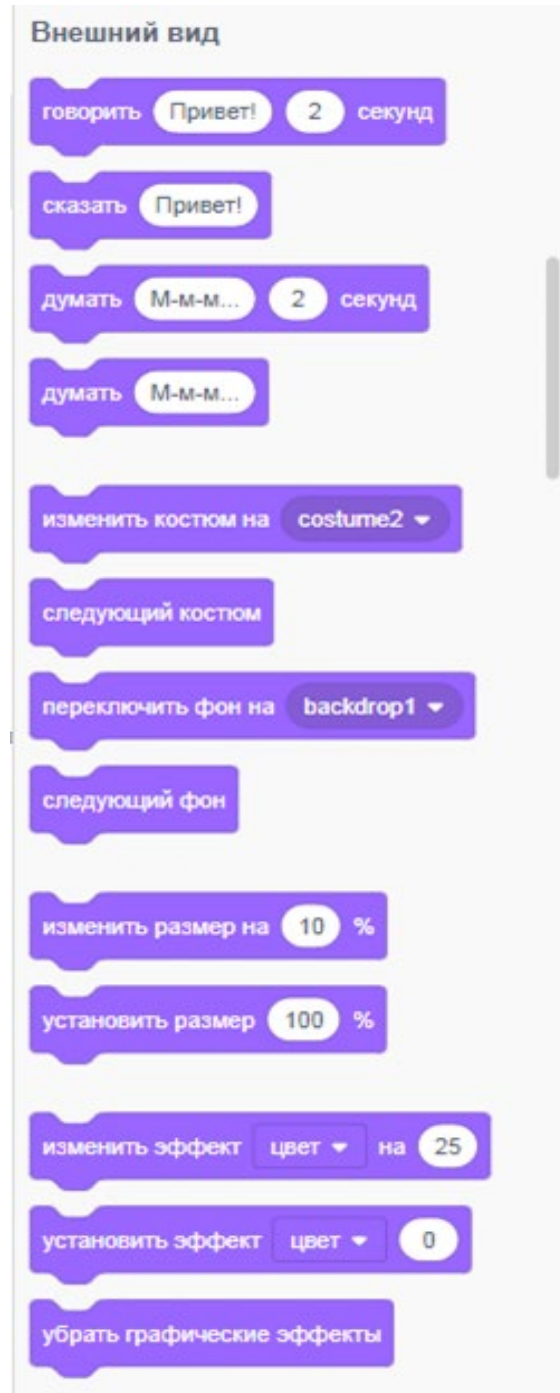 Внешний вид
говорить Привет! 2 секунд
сказать Привет!
думать М-м-м... 2 секунд
думать М-м-м...
изменить костюм на costume2
следующий костюм
переключить фон на backdrop1
следующий фон
изменить размер на 10 %
установить размер 100 %
изменить эффект цвет на 25
установить эффект цвет 0
убрать графические эффекты